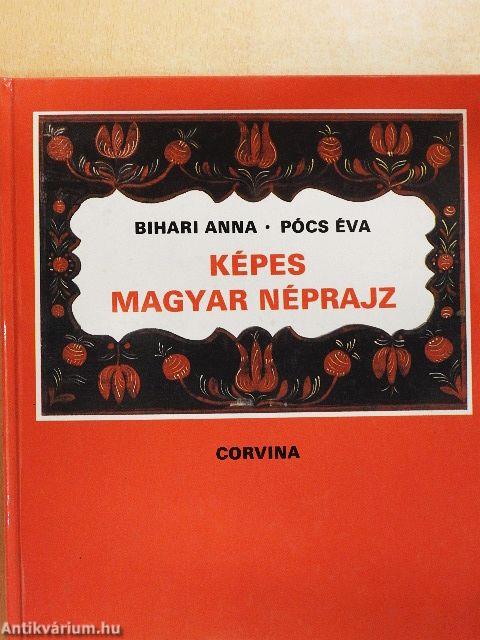 BIHARI ANNA · PÓCS ÉVA
KÉPES
MAGYAR NÉPRAJZ
CORVINA
Antikvárium.hu